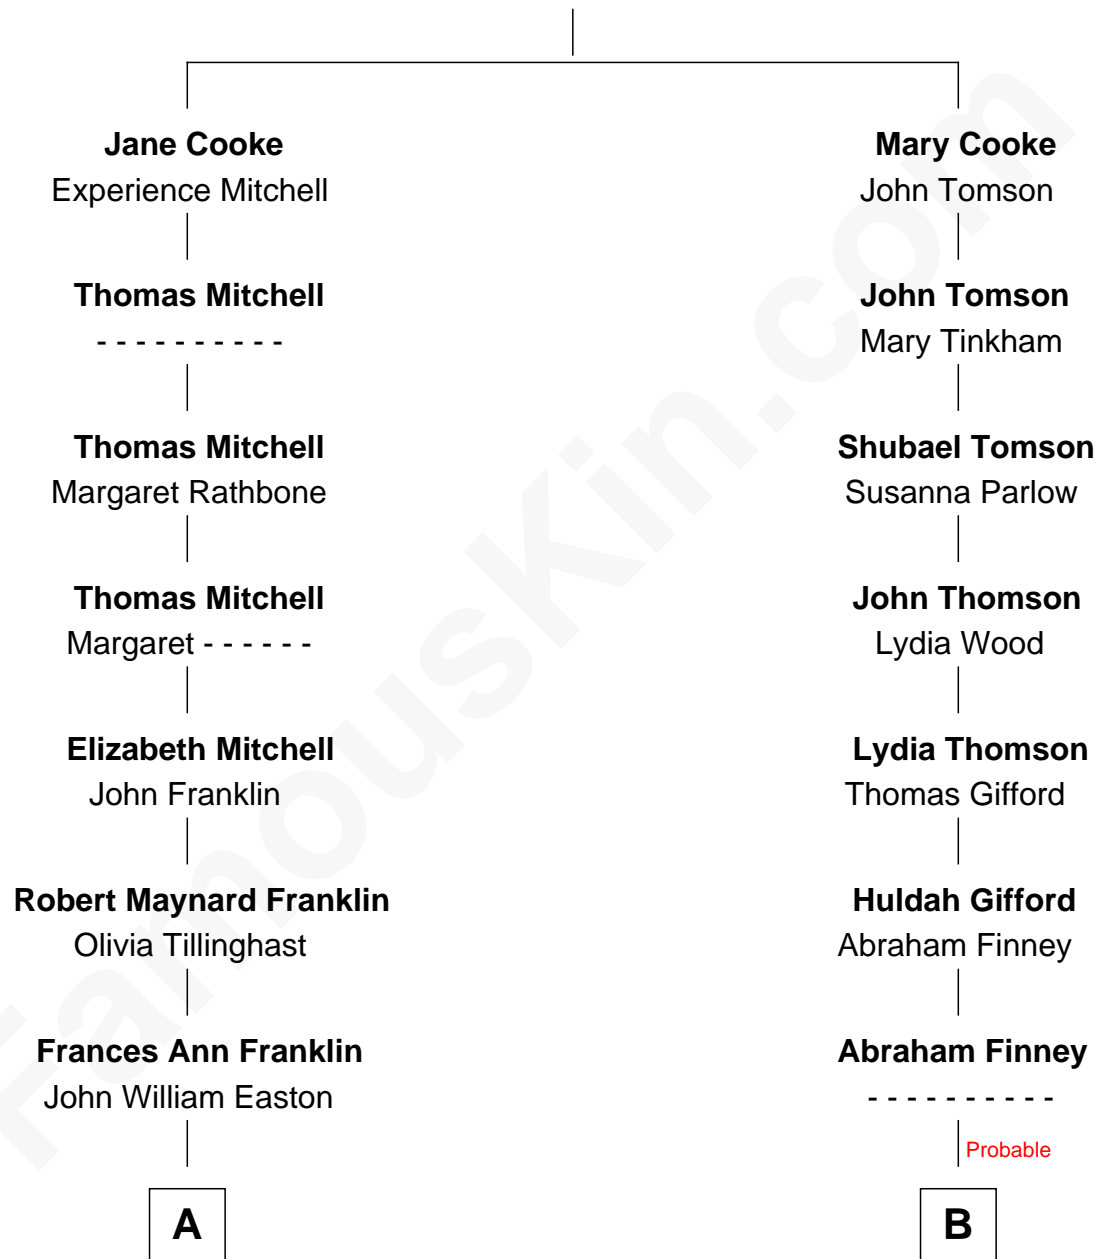 Jane Cooke
Experience Mitchell
Mary Cooke
John Tomson
Thomas Mitchell
- - - - - - - - - -
John Tomson
Mary Tinkham
Thomas Mitchell
Margaret Rathbone
Shubael Tomson
Susanna Parlow
Thomas Mitchell
Margaret - - - - - -
John Thomson
Lydia Wood
Elizabeth Mitchell
John Franklin
Lydia Thomson
Thomas Gifford
Robert Maynard Franklin
Olivia Tillinghast
Huldah Gifford
Abraham Finney
Frances Ann Franklin
John William Easton
Abraham Finney
- - - - - - - - - -
Probable
A
B
FamousKin.com